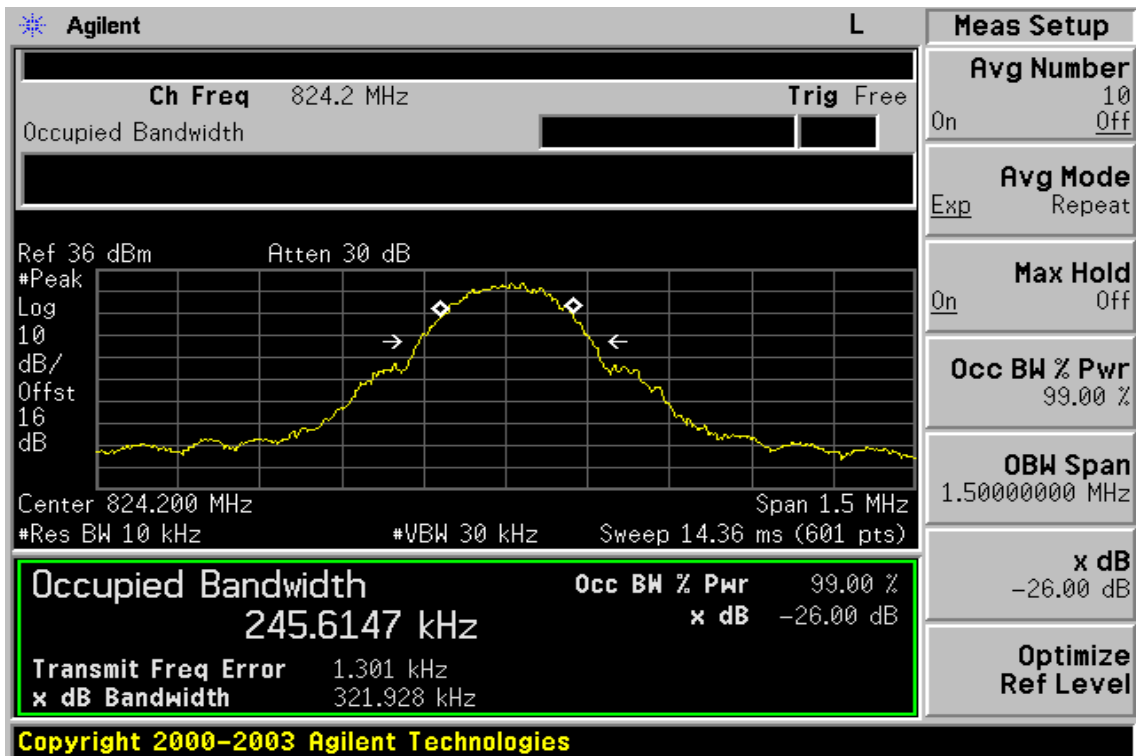 Agilent L
Ch Freq 824.2 MHz Trig Free
Occupied Bandwidth
Ref 36 dBm Atten 30 dB
#Peak
Log
10
dB/
Offst
16
dB
Center 824.200 MHz Span 1.5 MHz
#Res BW 10 kHz #VBW 30 kHz Sweep 14.36 ms (601 pts)
Occupied Bandwidth
245.6147 kHz
Occ BW % Pwr 99.00 %
x dB -26.00 dB
Transmit Freq Error 1.301 kHz
x dB Bandwidth 321.928 kHz
Copyright 2000-2003 Agilent Technologies
Meas Setup
Avg Number
10
On Off
Avg Mode
Exp Repeat
Max Hold
On Off
Occ BW % Pwr
99.00 %
OBW Span
1.50000000 MHz
x dB
-26.00 dB
Optimize
Ref Level